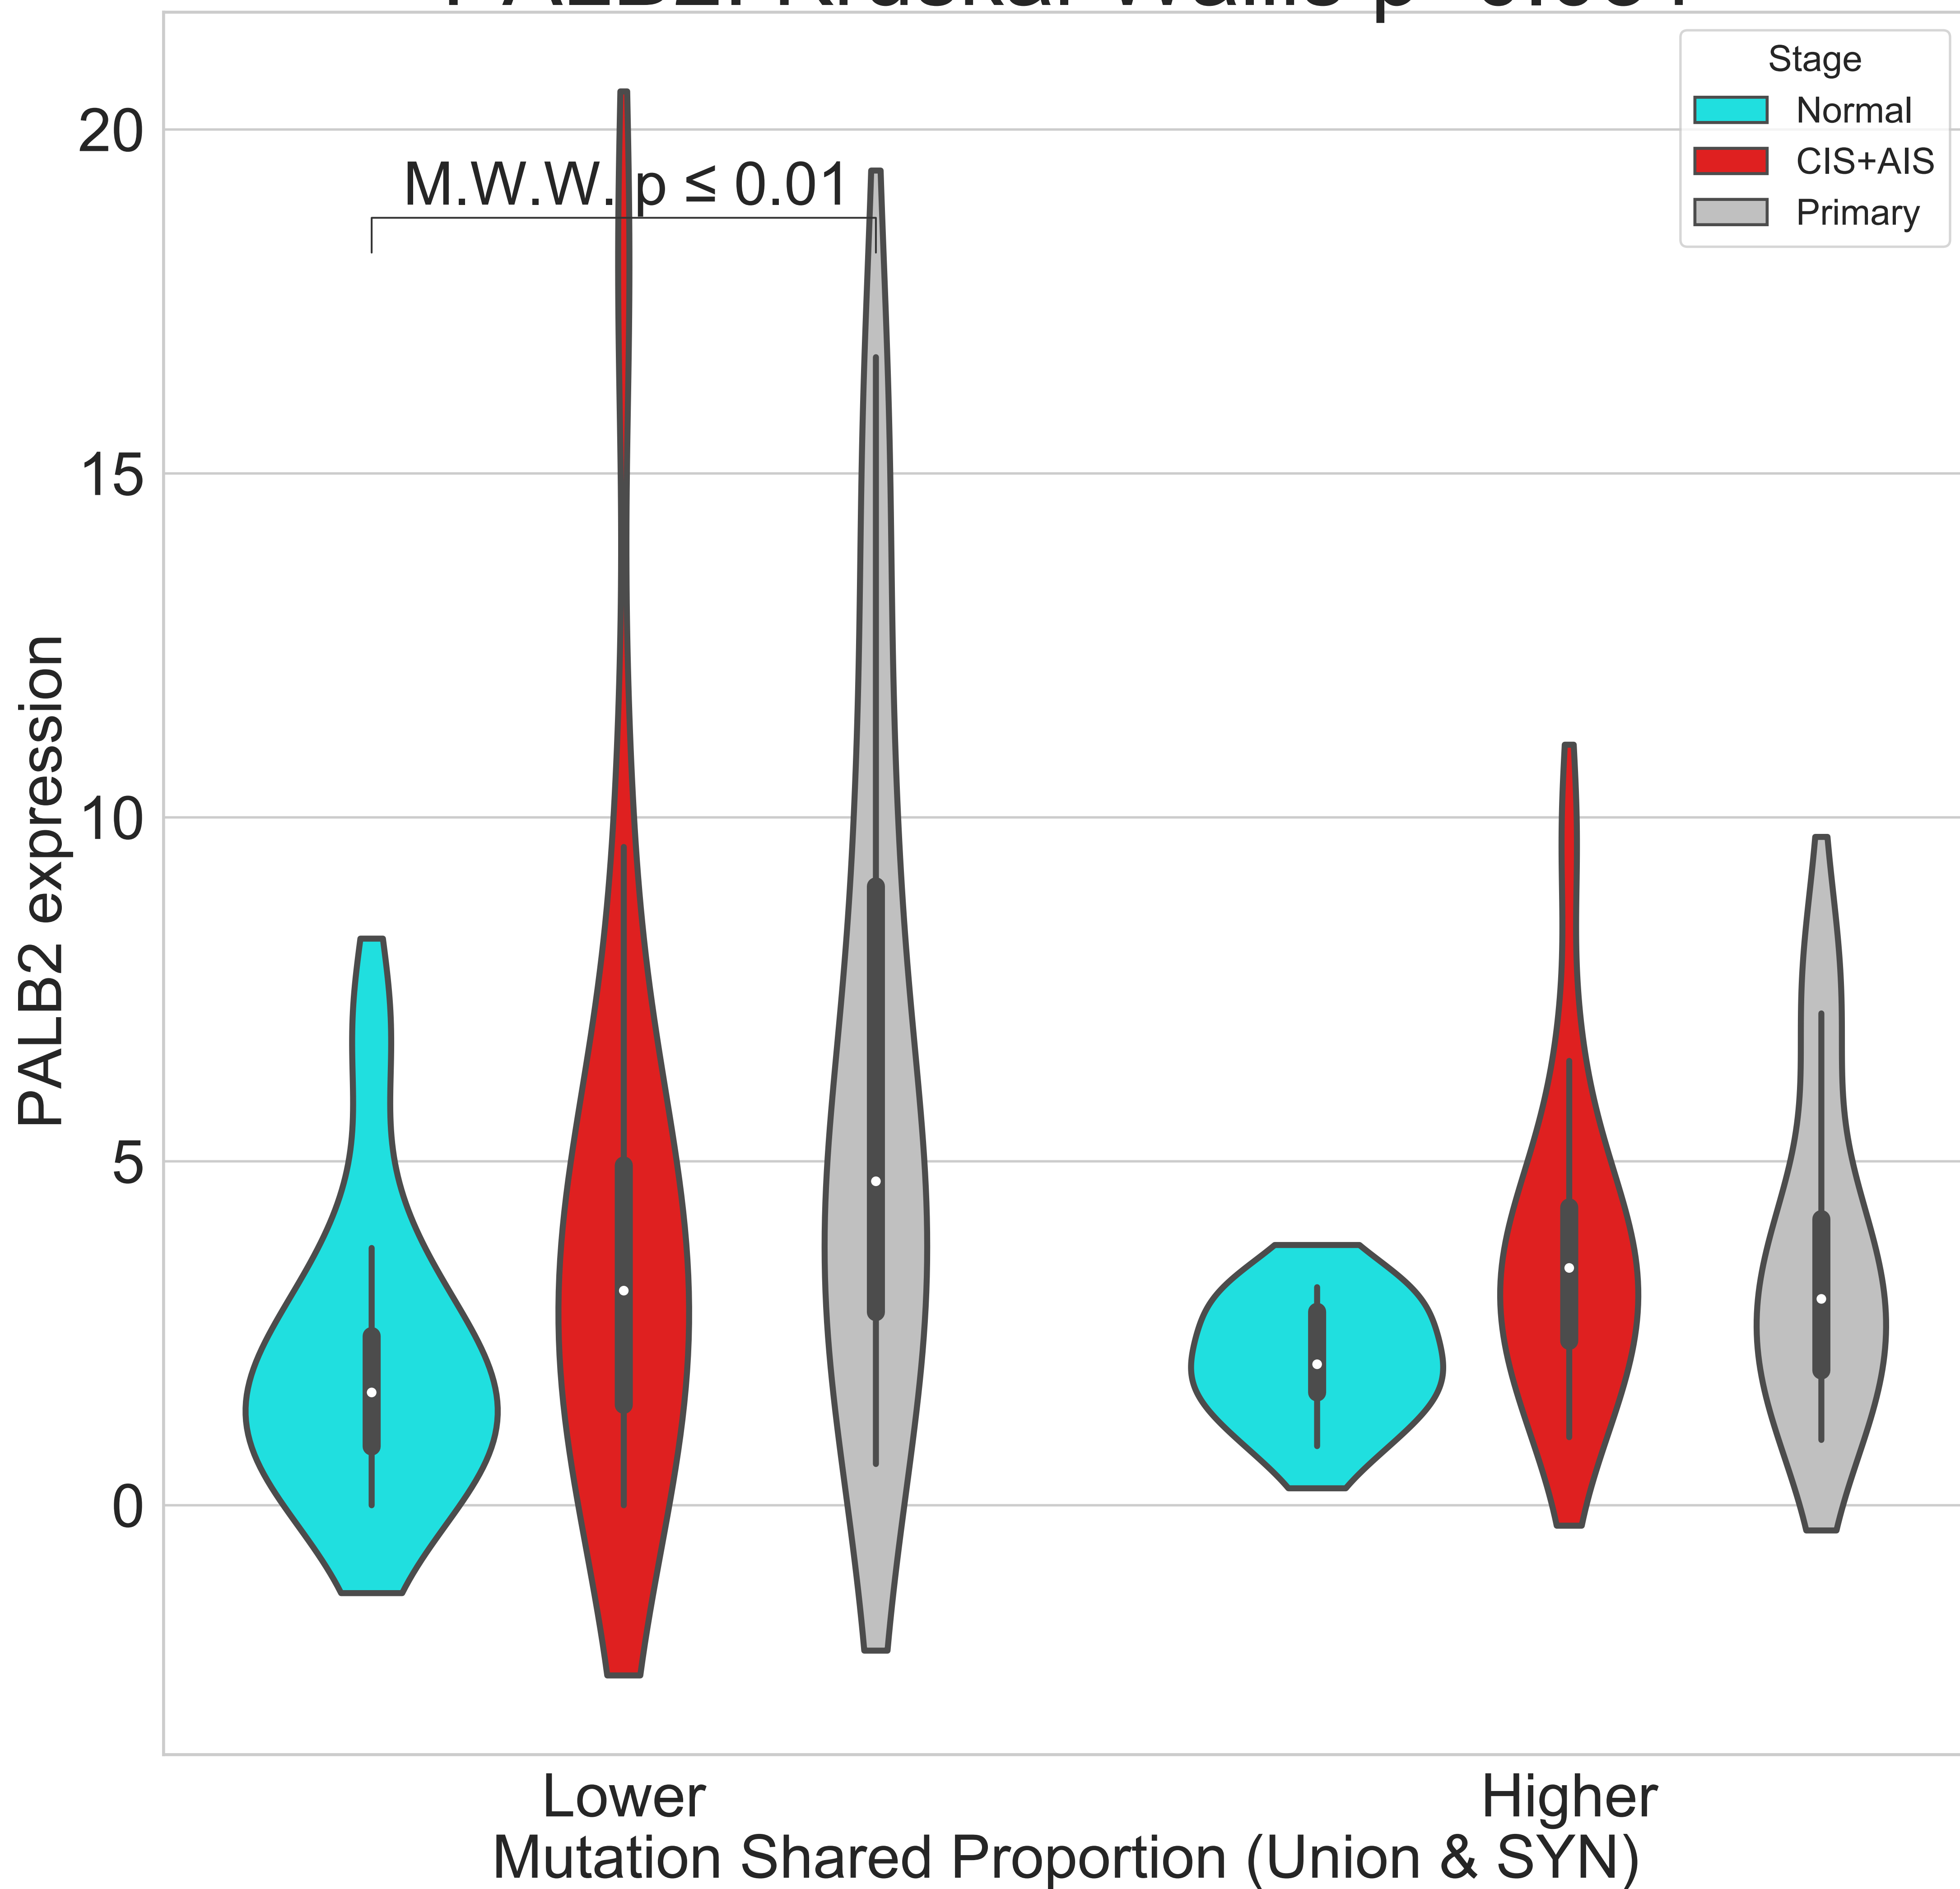 Stage
Normal
CIS+AIS
Primary
20
15
10
5
0
M.W.W. p ≤ 0.01
PALB2 expression
Lower
Higher
Mutation Shared Proportion (Union & SYN)